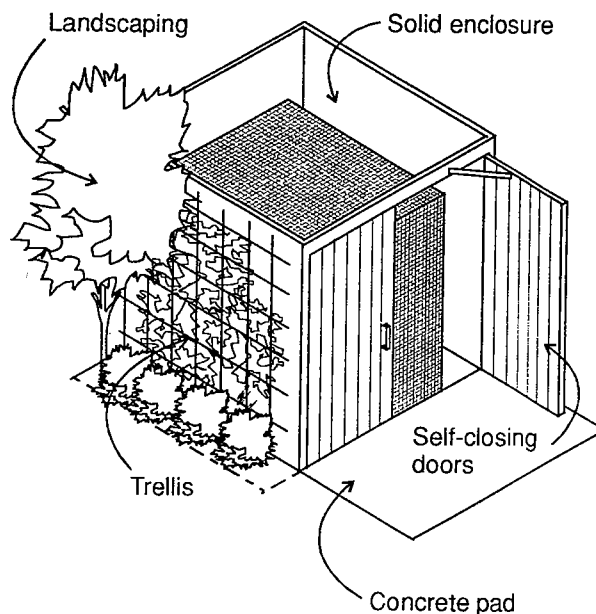 Landscaping
Solid enclosure
Self-closing
doors
Trellis
Concrete pad